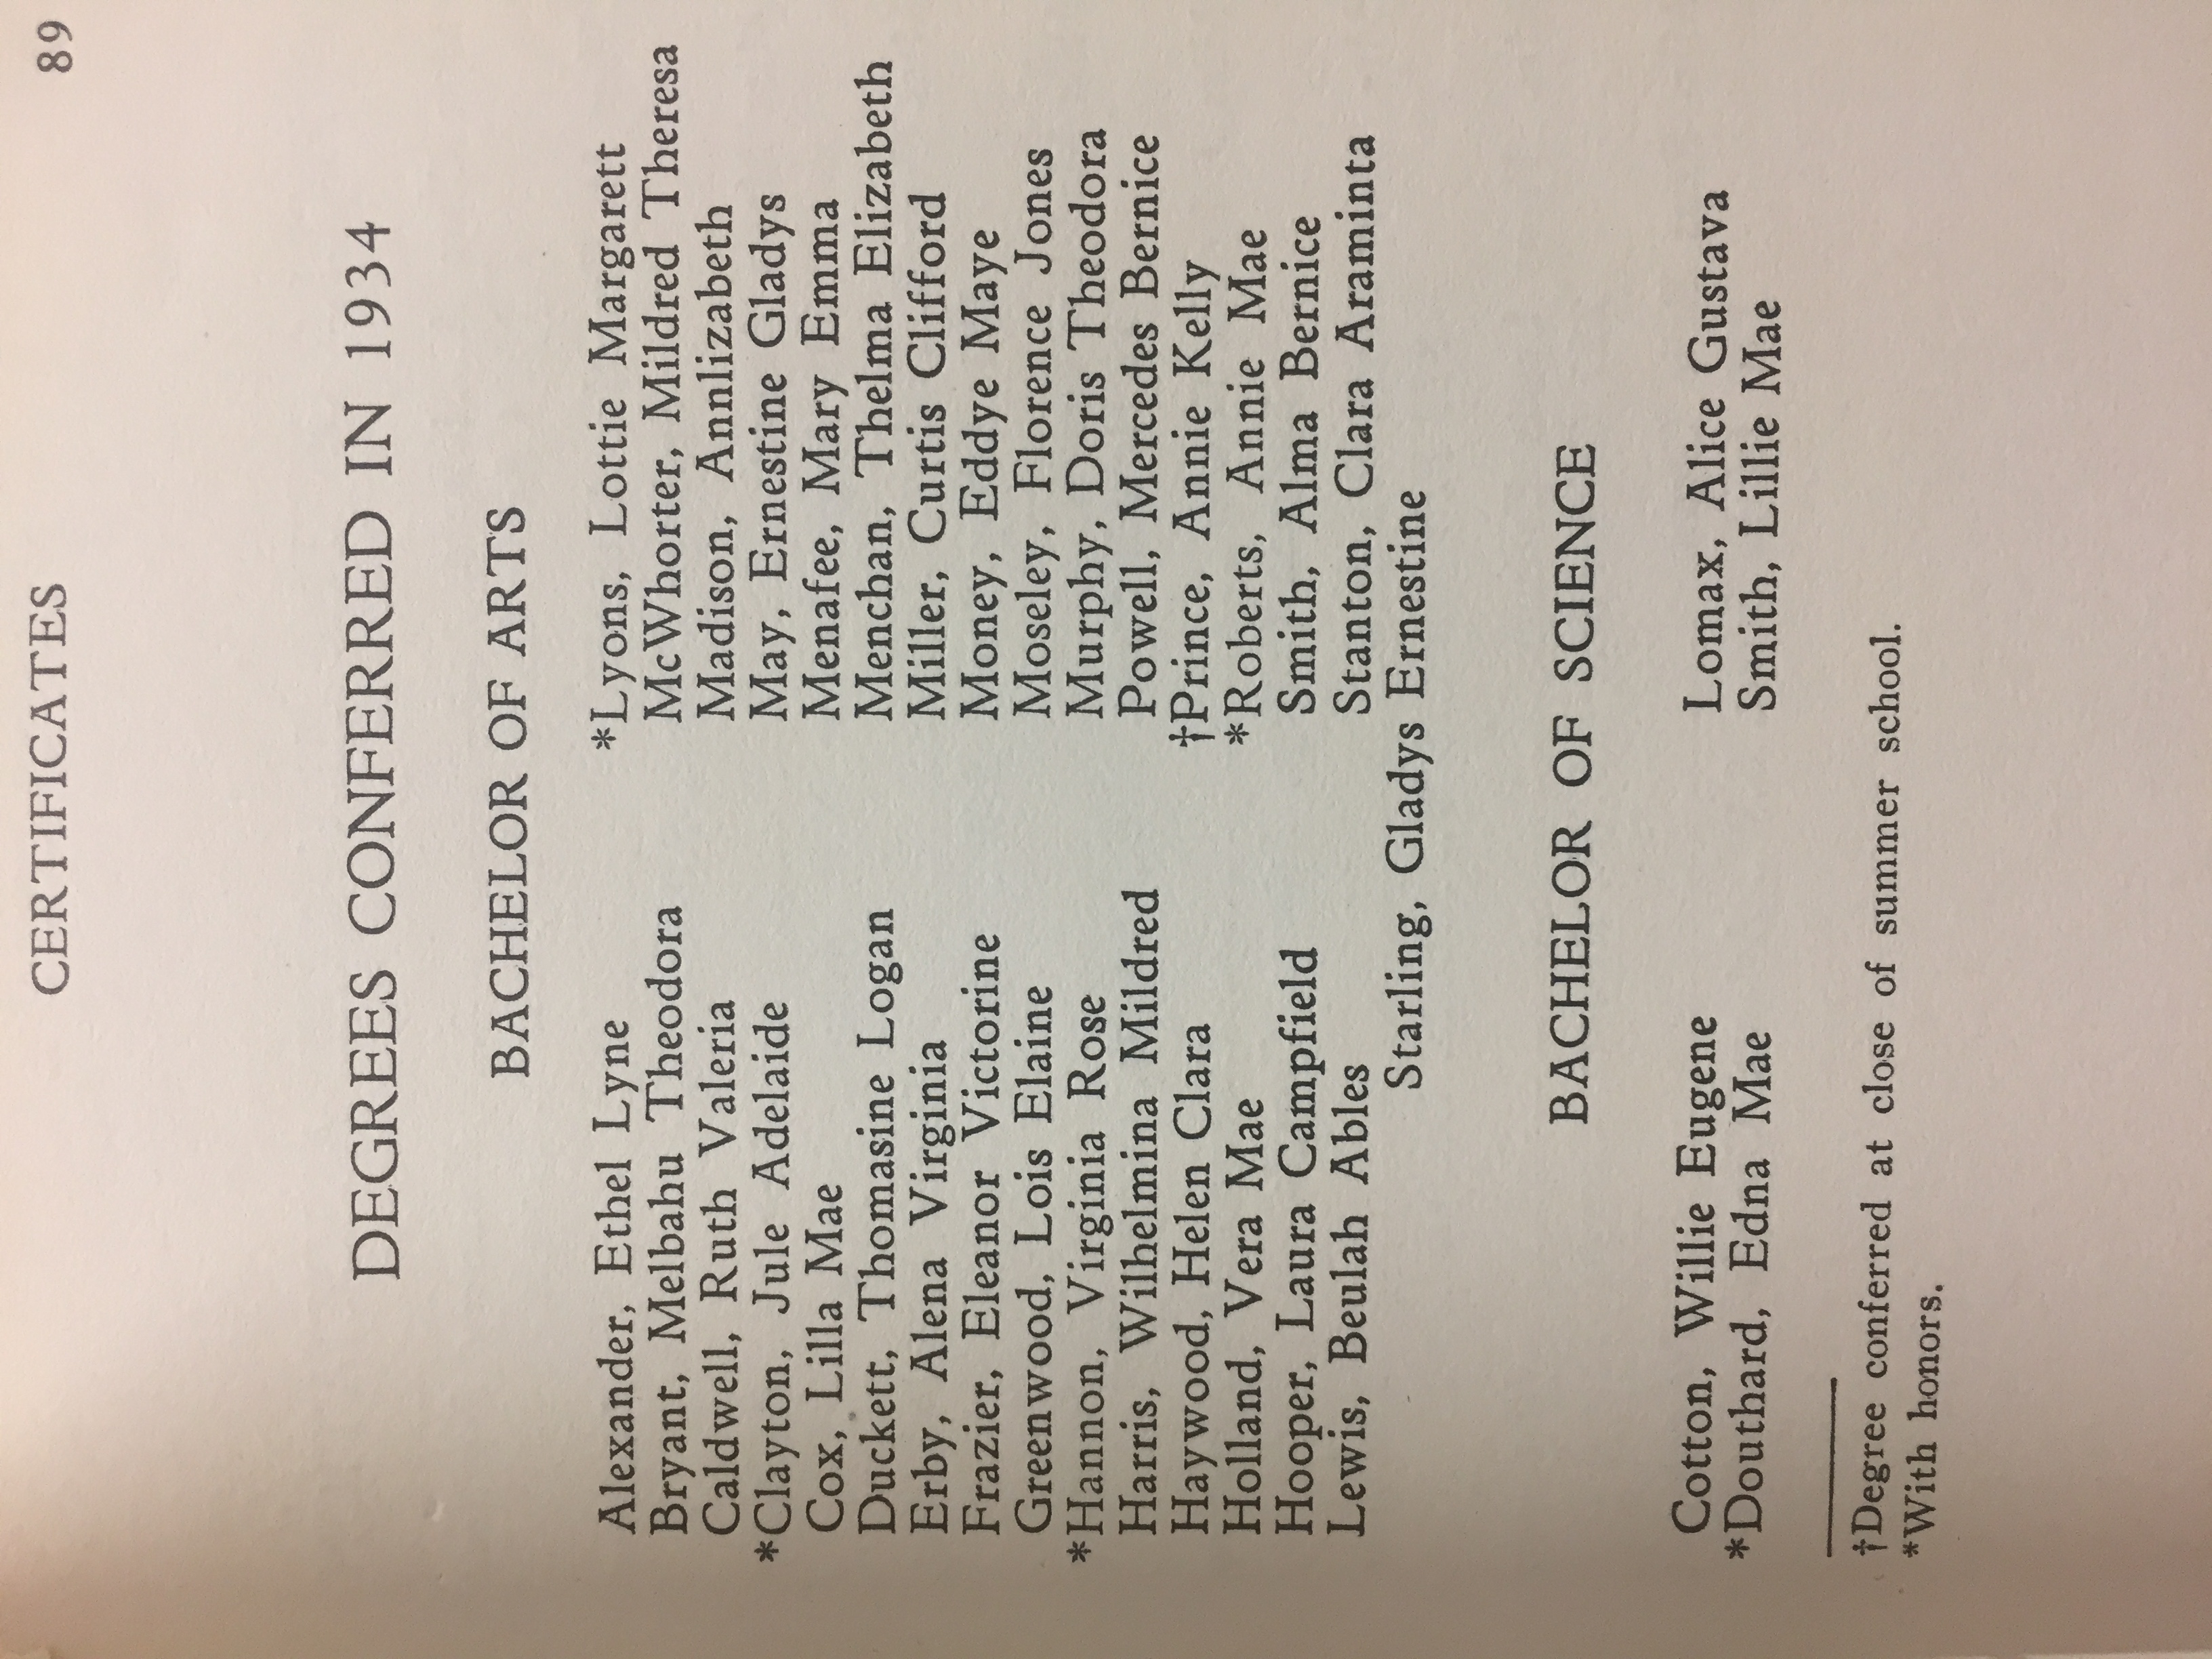 CERTIFICATES 89
DEGREES CONFERRED IN 1934
BACHELOR OF ARTS
Alexander, Ethel Lyne
Bryant, Melbahu Theodora
Caldwell, Ruth Valeria
*Clayton, Jule Adelaide
Cox, Lilla Mae
Duckett, Thomasine Logan
Erby, Alena Virginia
Frazier, Eleanor Victorine
Greenwood, Lois Elaine
*Hannon, Virginia Rose
Harris, Wilhelmina Mildred
Haywood, Helen Clara
Holland, Vera Mae
Hooper, Laura Campfield
Lewis, Beulah Ables
*Lyons, Lottie Margarett
McWhorter, Mildred Theresa
Madison, Annlizabeth
May, Ernestine Gladys
Menafee, Mary Emma
Menchan, Thelma Elizabeth
Miller, Curtis Clifford
Money, Eddye Maye
Moseley, Florence Jones
Murphy, Doris Theodora
Powell, Mercedes Bernice
†Prince, Annie Kelly
*Roberts, Annie Mae
Smith, Alma Bernice
Stanton, Clara Araminta
Starling, Gladys Ernestine
BACHELOR OF SCIENCE
Cotton, Willie Eugene
*Douthard, Edna Mae
Lomax, Alice Gustava
Smith, Lillie Mae
†Degree conferred at close of summer school.
*With honors.